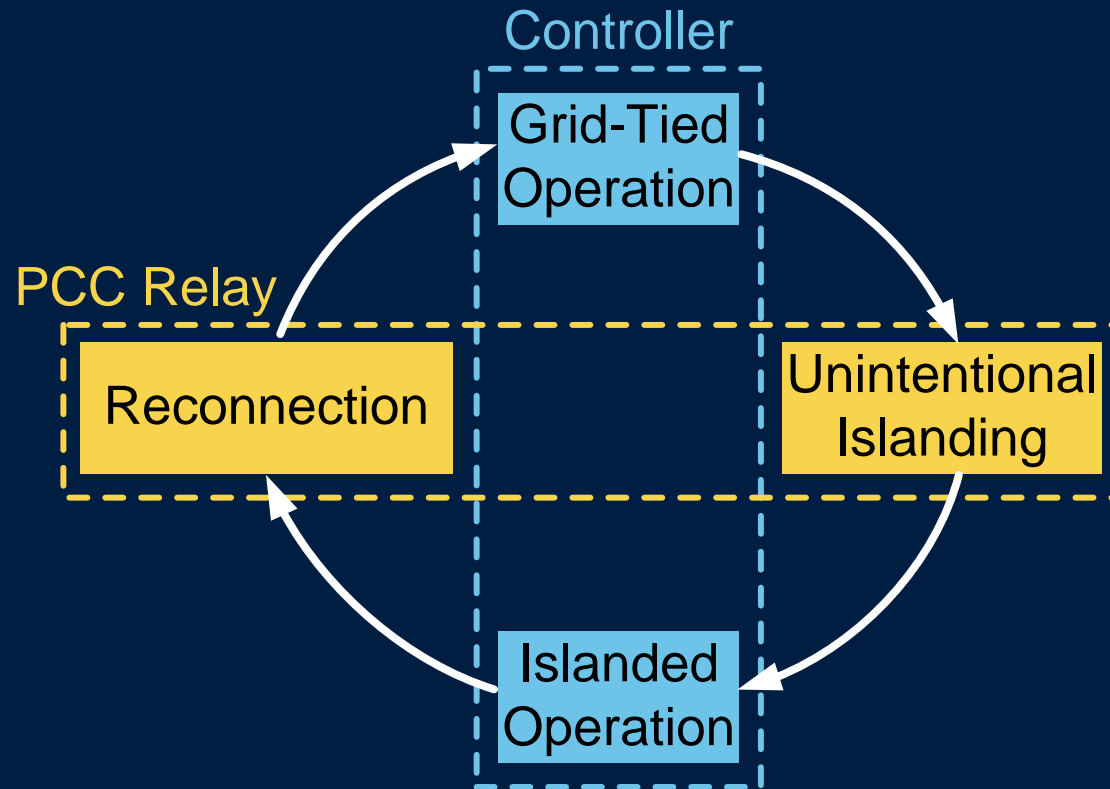 Controller
Grid-Tied
Operation
PCC Relay
Reconnection
Unintentional
Islanding
Islanded
Operation